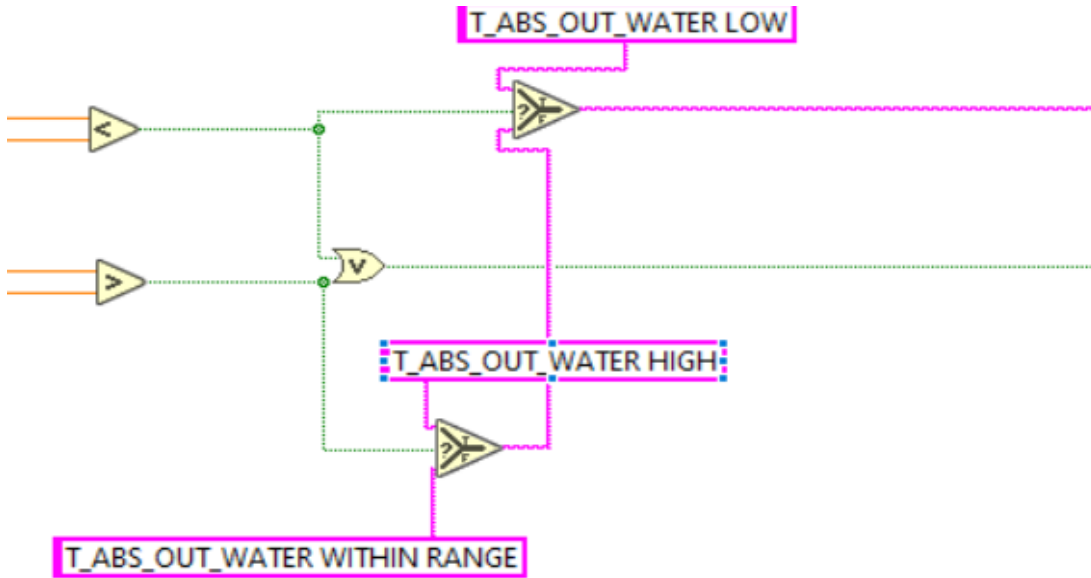 T_ABS_OUT_WATER LOW
T
?
F
<
V
>
T_ABS_OUT_WATER HIGH
T
?
F
T_ABS_OUT_WATER WITHIN RANGE